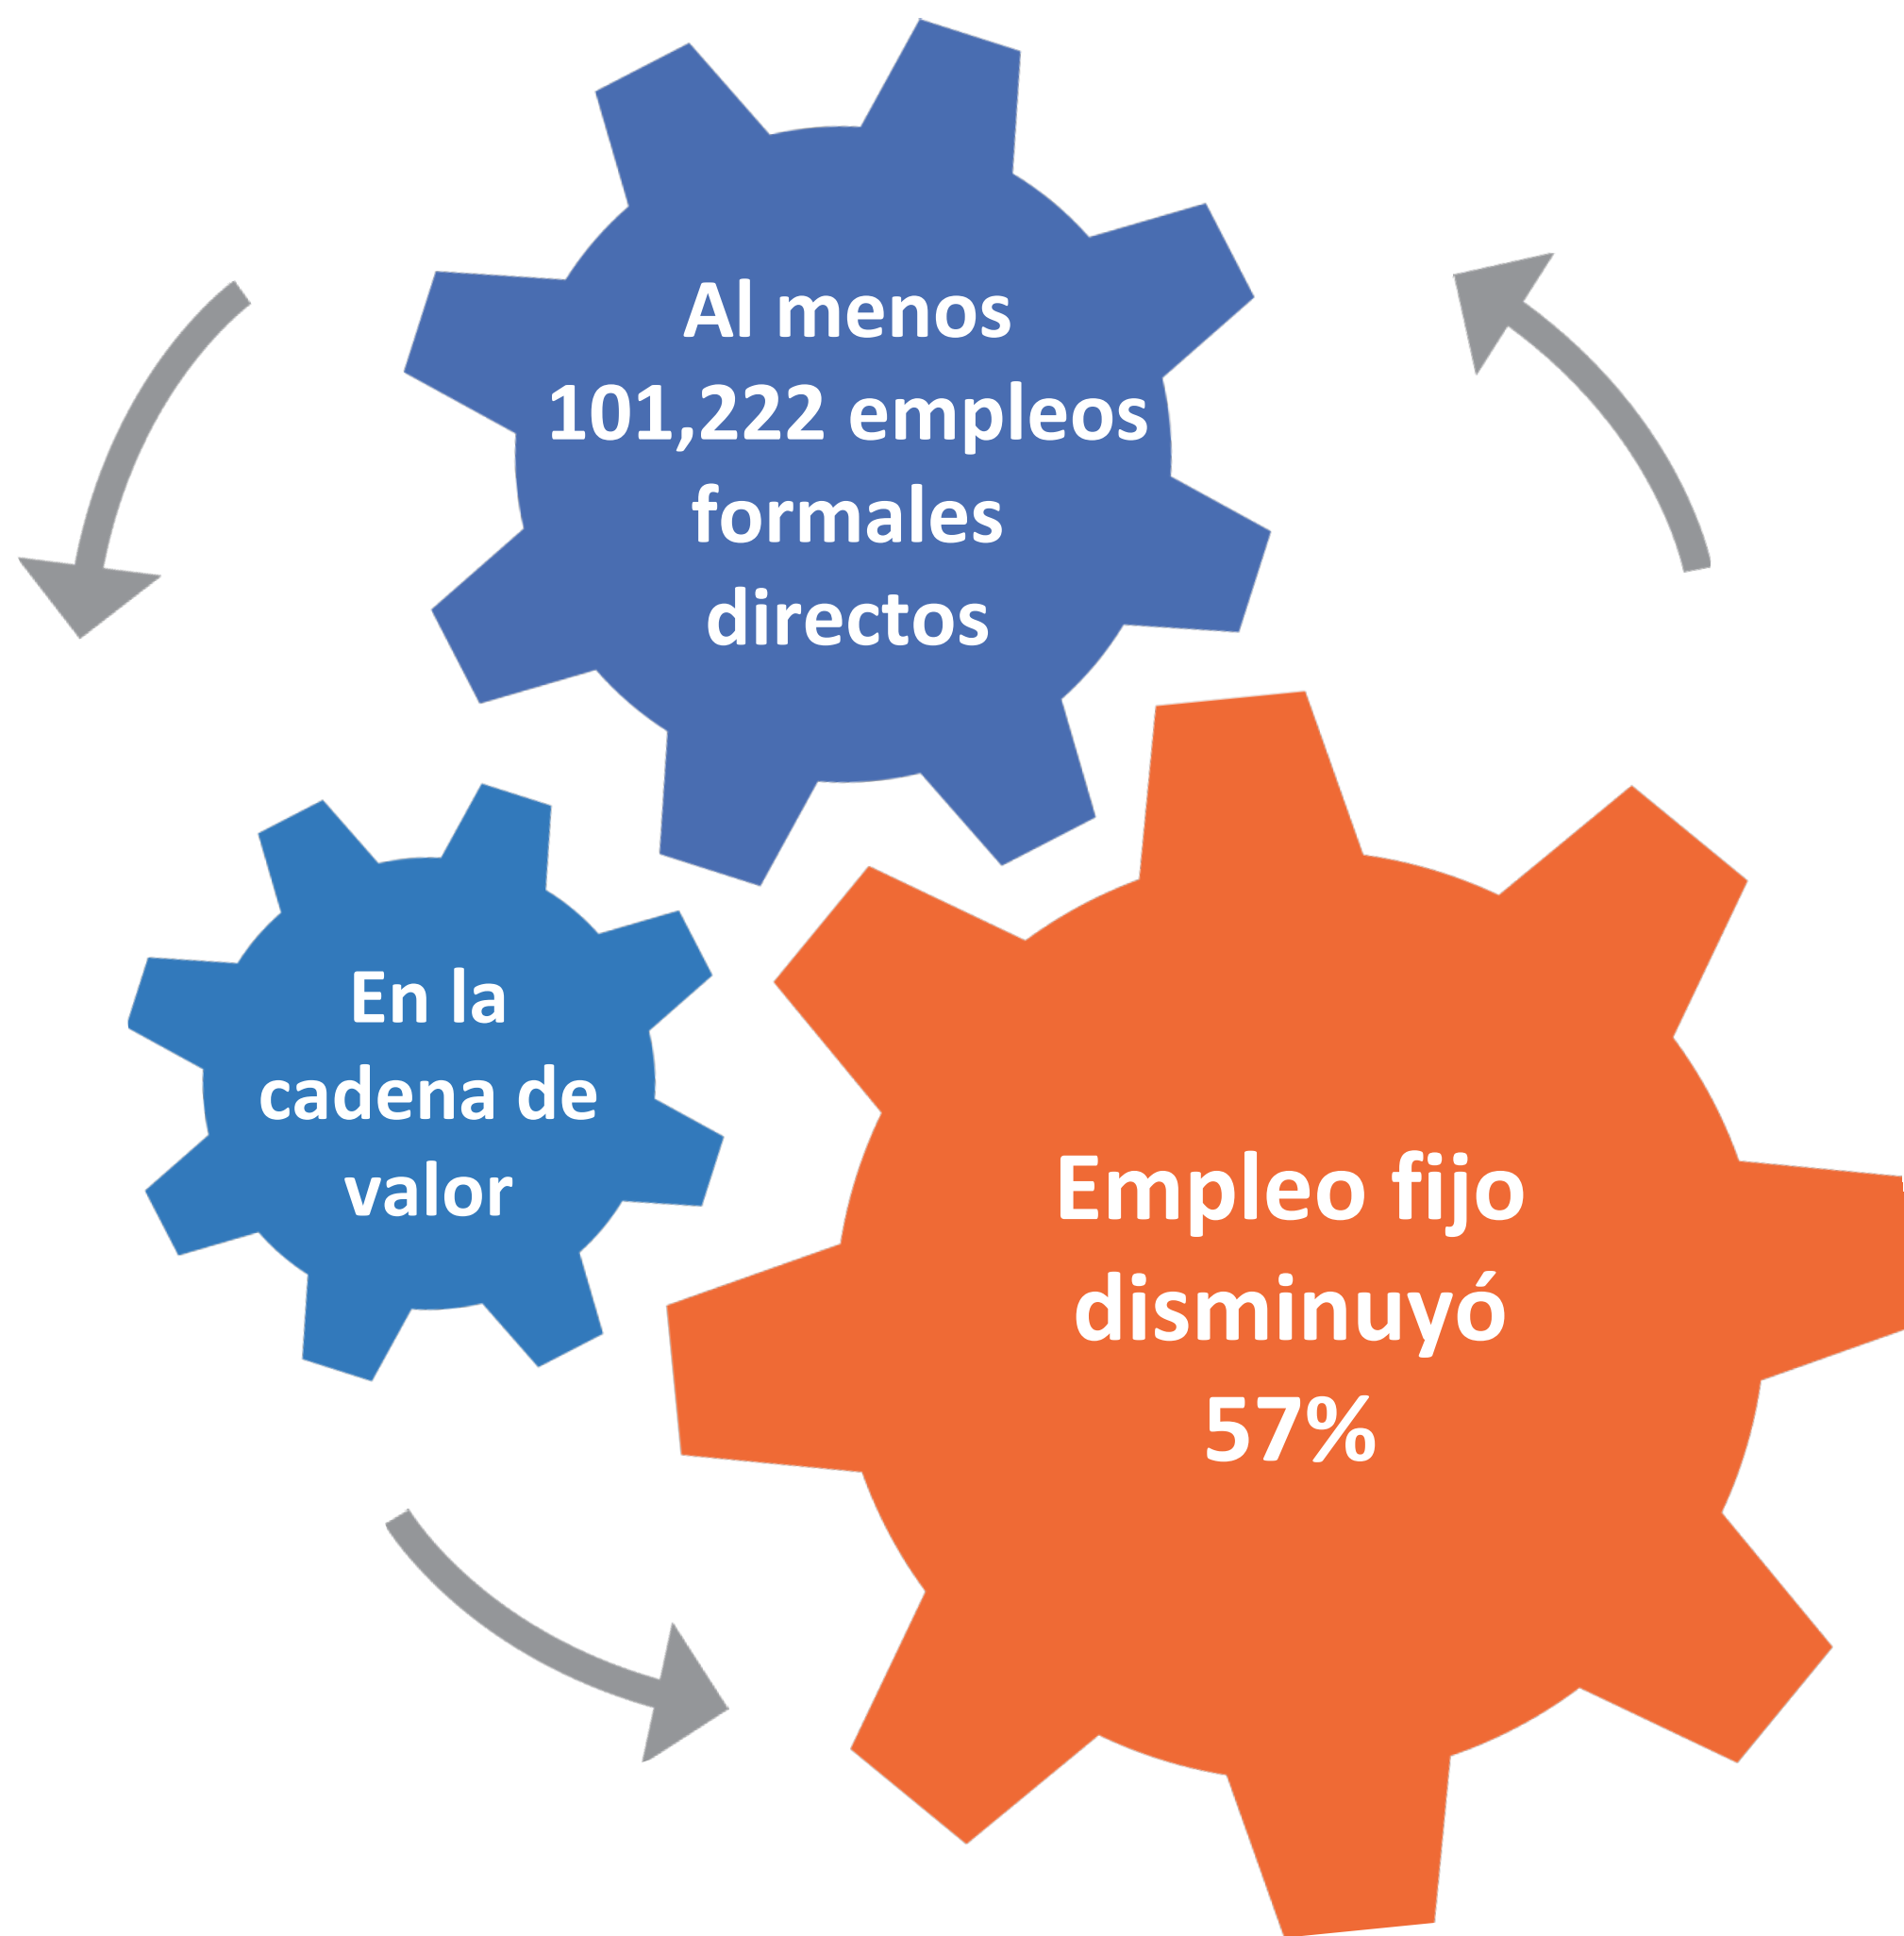 Al menos
101,222 empleos
formales
directos
En la
cadena de
valor
Empleo fijo
disminuyó
57%